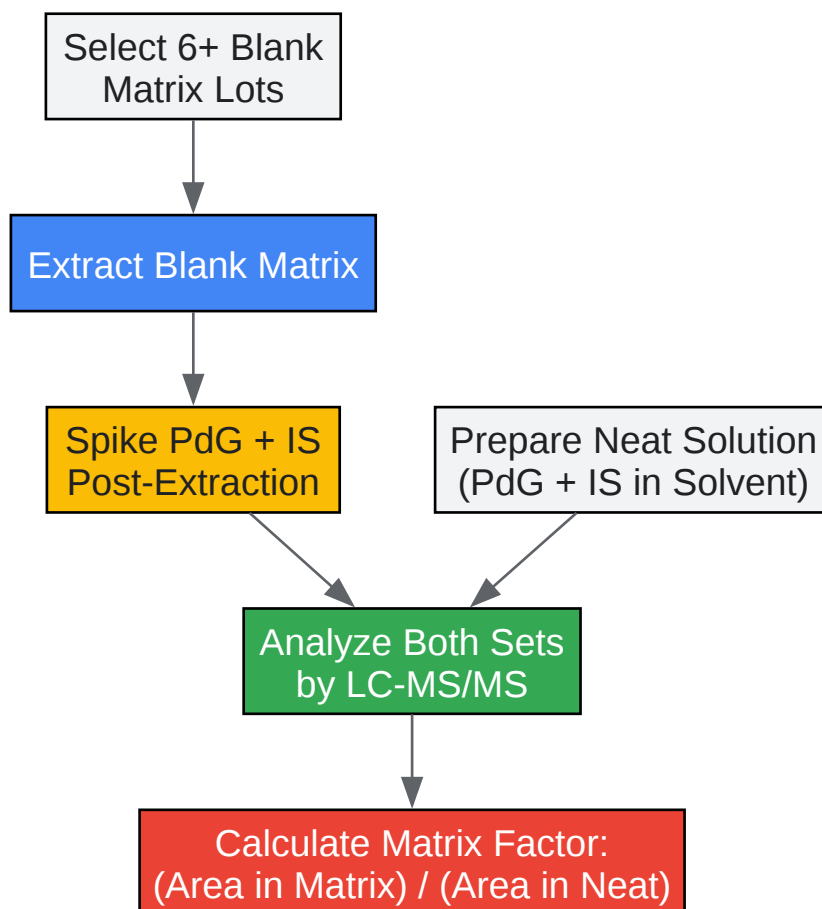 Select 6+ Blank
Matrix Lots
Extract Blank Matrix
Spike PdG + IS
Post-Extraction
Prepare Neat Solution
(PdG + IS in Solvent)
Analyze Both Sets
by LC-MS/MS
Calculate Matrix Factor:
(Area in Matrix) / (Area in Neat)